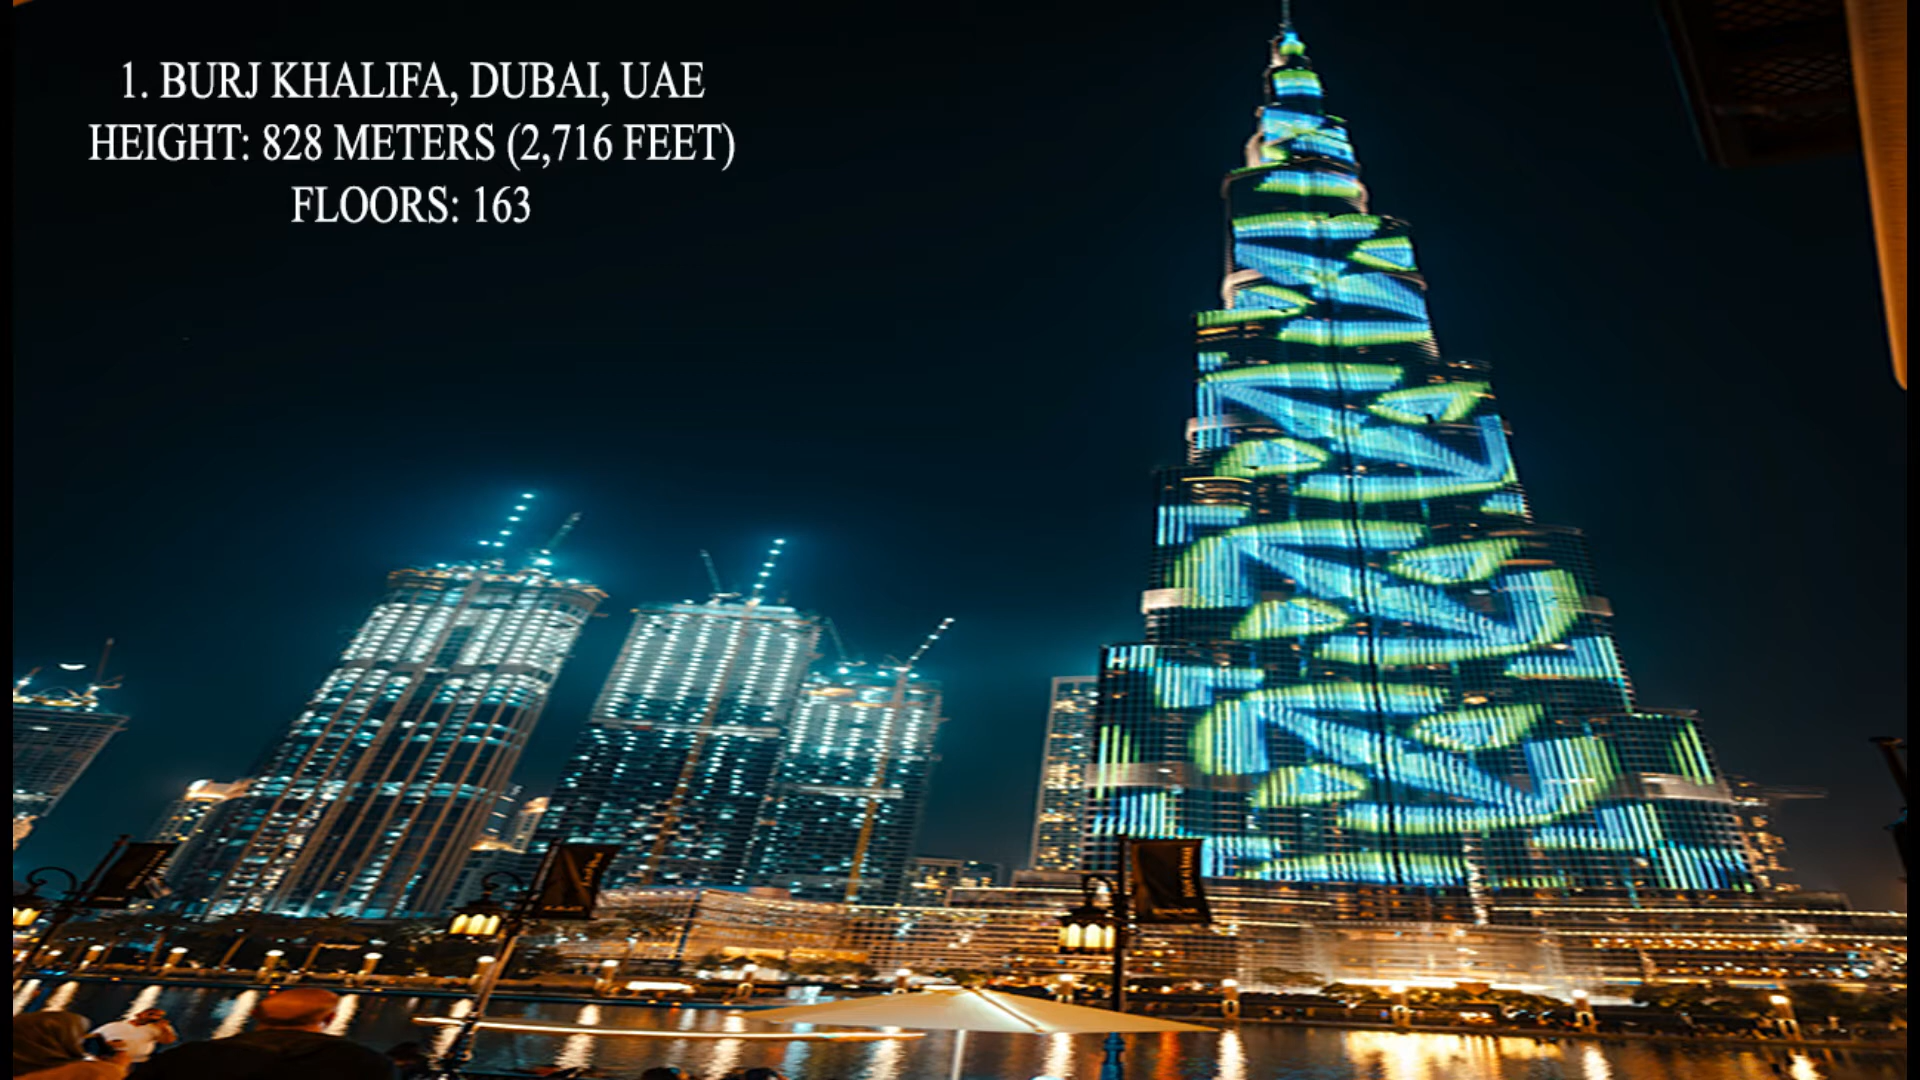 1. BURJ KHALIFA, DUBAI, UAE
HEIGHT: 828 METERS (2,716 FEET)
FLOORS: 163